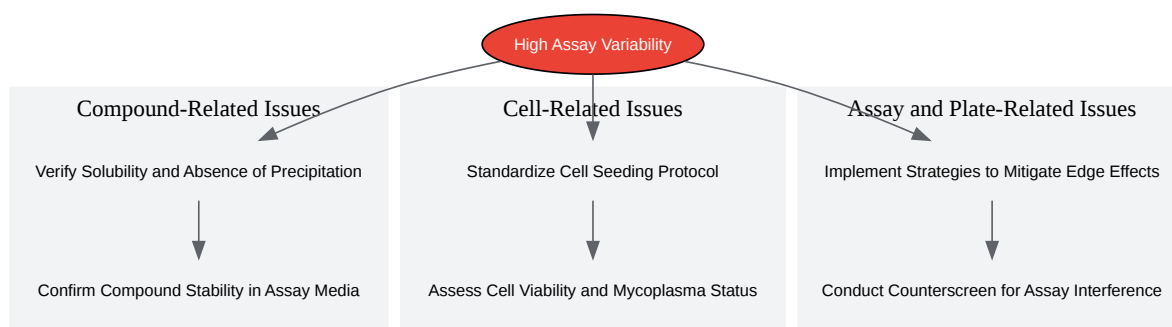 High Assay Variability
Compound-Related Issues
Cell-Related Issues
Assay and Plate-Related Issues
Verify Solubility and Absence of Precipitation
Standardize Cell Seeding Protocol
Implement Strategies to Mitigate Edge Effects
Confirm Compound Stability in Assay Media
Assess Cell Viability and Mycoplasma Status
Conduct Counterscreen for Assay Interference